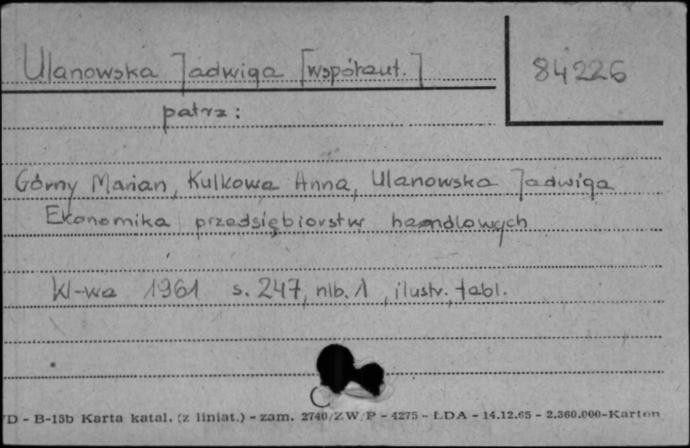 Ulanowska Jadwiga [współaut.]
84226
patrz:
Górny Marian, Kulkowa Anna, Ulanowska Jadwiga
Ekonomika przedsiębiorstw handlowych
W-wa 1961 s. 247, nlb. 1, ilustr., tabl.
D - B-15b Karta katal. (z liniat.) - zam. 2740/ZW/P - 4275 - LDA - 14.12.65 - 2.360.000-Karton